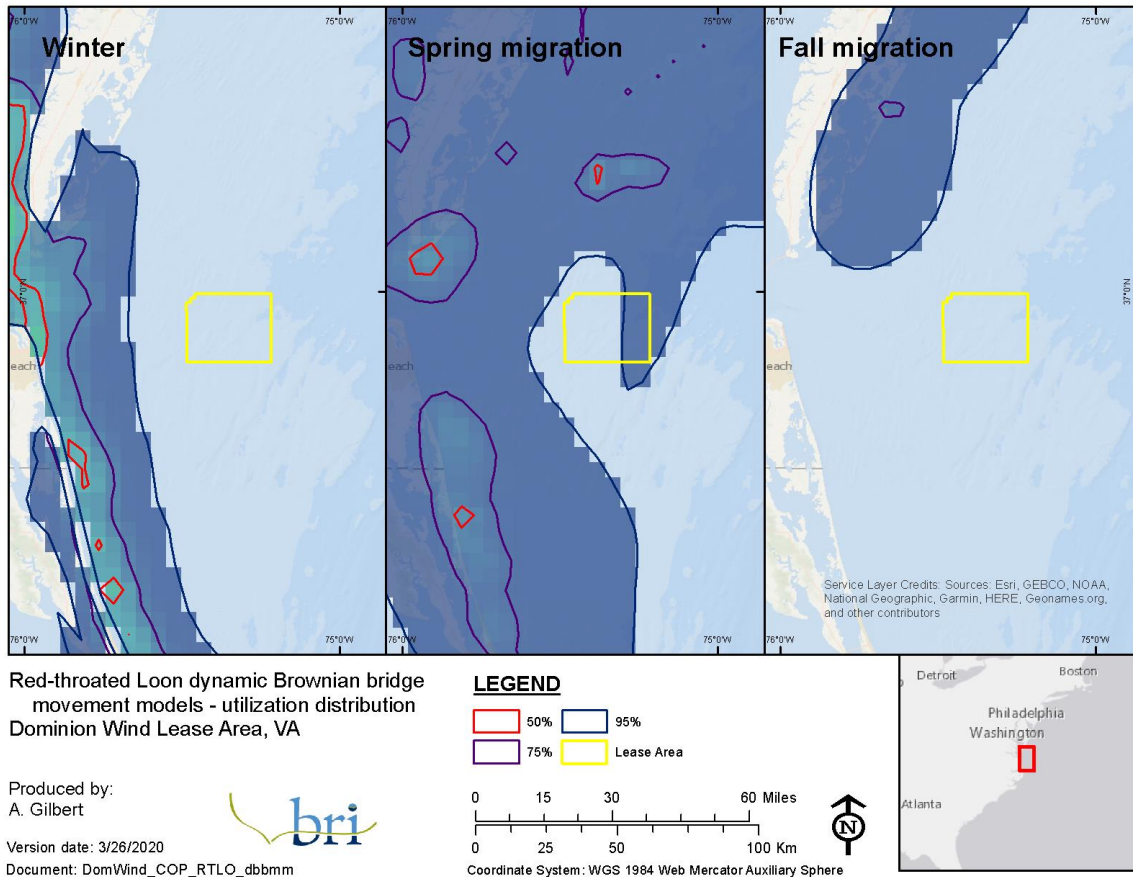 76°0'W
75°0'W
76°0'W
75°0'W
76°0'W
75°0'W
Winter
Spring migration
Fall migration
37°0'N
37°0'N
each
each
Service Layer Credits: Sources: Esri, GEBCO, NOAA,
National Geographic, Garmin, HERE, Geonames.org,
and other contributors
76°0'W
75°0'W
76°0'W
75°0'W
76°0'W
75°0'W
Red-throated Loon dynamic Brownian bridge
movement models - utilization distribution
Dominion Wind Lease Area, VA
Produced by:
A. Gilbert
bri
Version date: 3/26/2020
Document: DomWind_COP_RTLO_dbbmm
LEGEND
50%
95%
75%
Lease Area
0 15 30 60 Miles
0 25 50 100 Km
N
Coordinate System: WGS 1984 Web Mercator Auxiliary Sphere
Detroit
Boston
Philadelphia
Washington
Atlanta